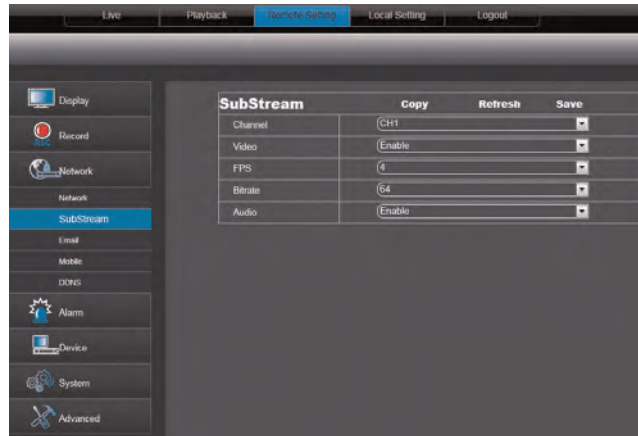 Live Playback Remote Setting Local Setting Logout
Display
Record
Network
Network
SubStream
Email
Mobile
DDNS
Alarm
Device
System
Advanced
SubStream Copy Refresh Save
Channel CH1
Video Enable
FPS 4
Bitrate 64
Audio Enable